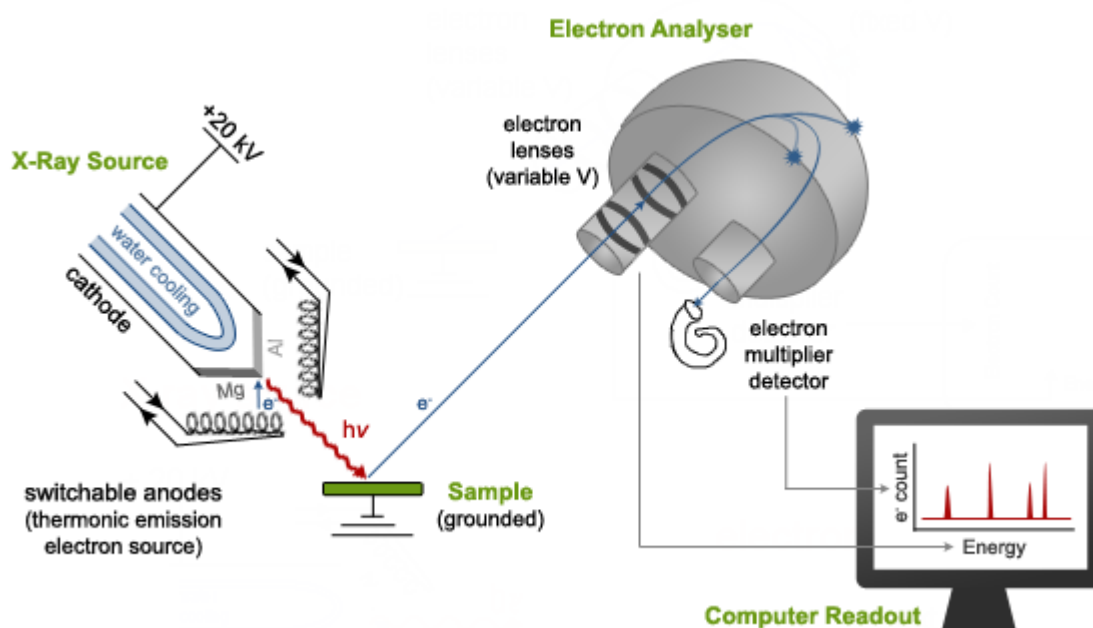 Electron Analyser
+20 kV
X-Ray Source
electron
lenses
(variable V)
water cooling
cathode
Al
Mg
e-
hν
e-
electron
multiplier
detector
switchable anodes
(thermonic emission
electron source)
Sample
(grounded)
e- count
Energy
Computer Readout